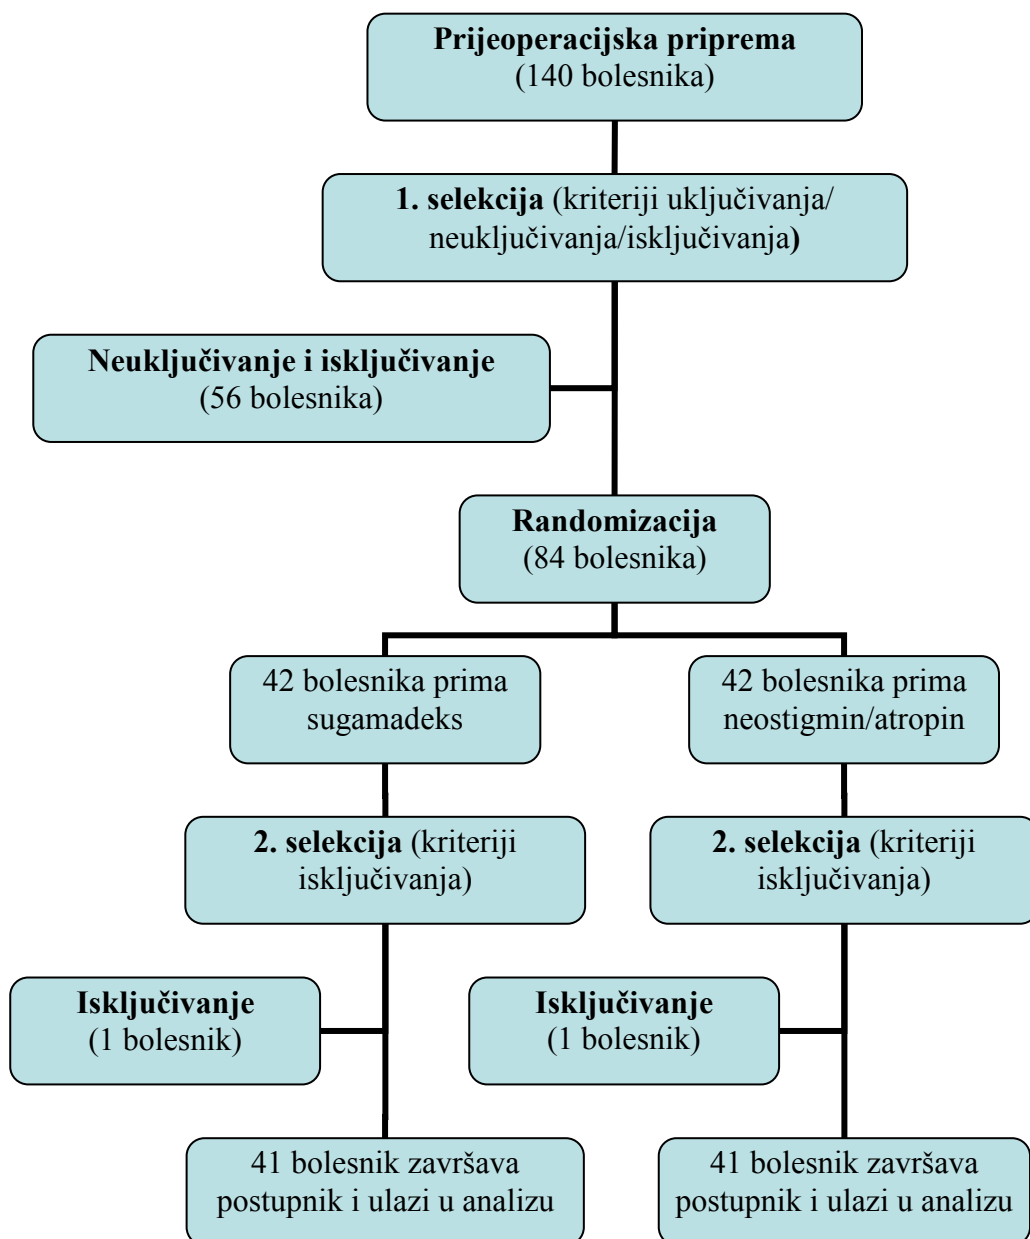 Prijeoperacijska priprema
(140 bolesnika)
1. selekcija (kriteriji uključivanja/
neuključivanja/isključivanja)
Neuključivanje i isključivanje
(56 bolesnika)
Randomizacija
(84 bolesnika)
42 bolesnika prima
sugamadeks
42 bolesnika prima
neostigmin/atropin
2. selekcija (kriteriji
isključivanja)
2. selekcija (kriteriji
isključivanja)
Isključivanje
(1 bolesnik)
Isključivanje
(1 bolesnik)
41 bolesnik završava
postupnik i ulazi u analizu
41 bolesnik završava
postupnik i ulazi u analizu